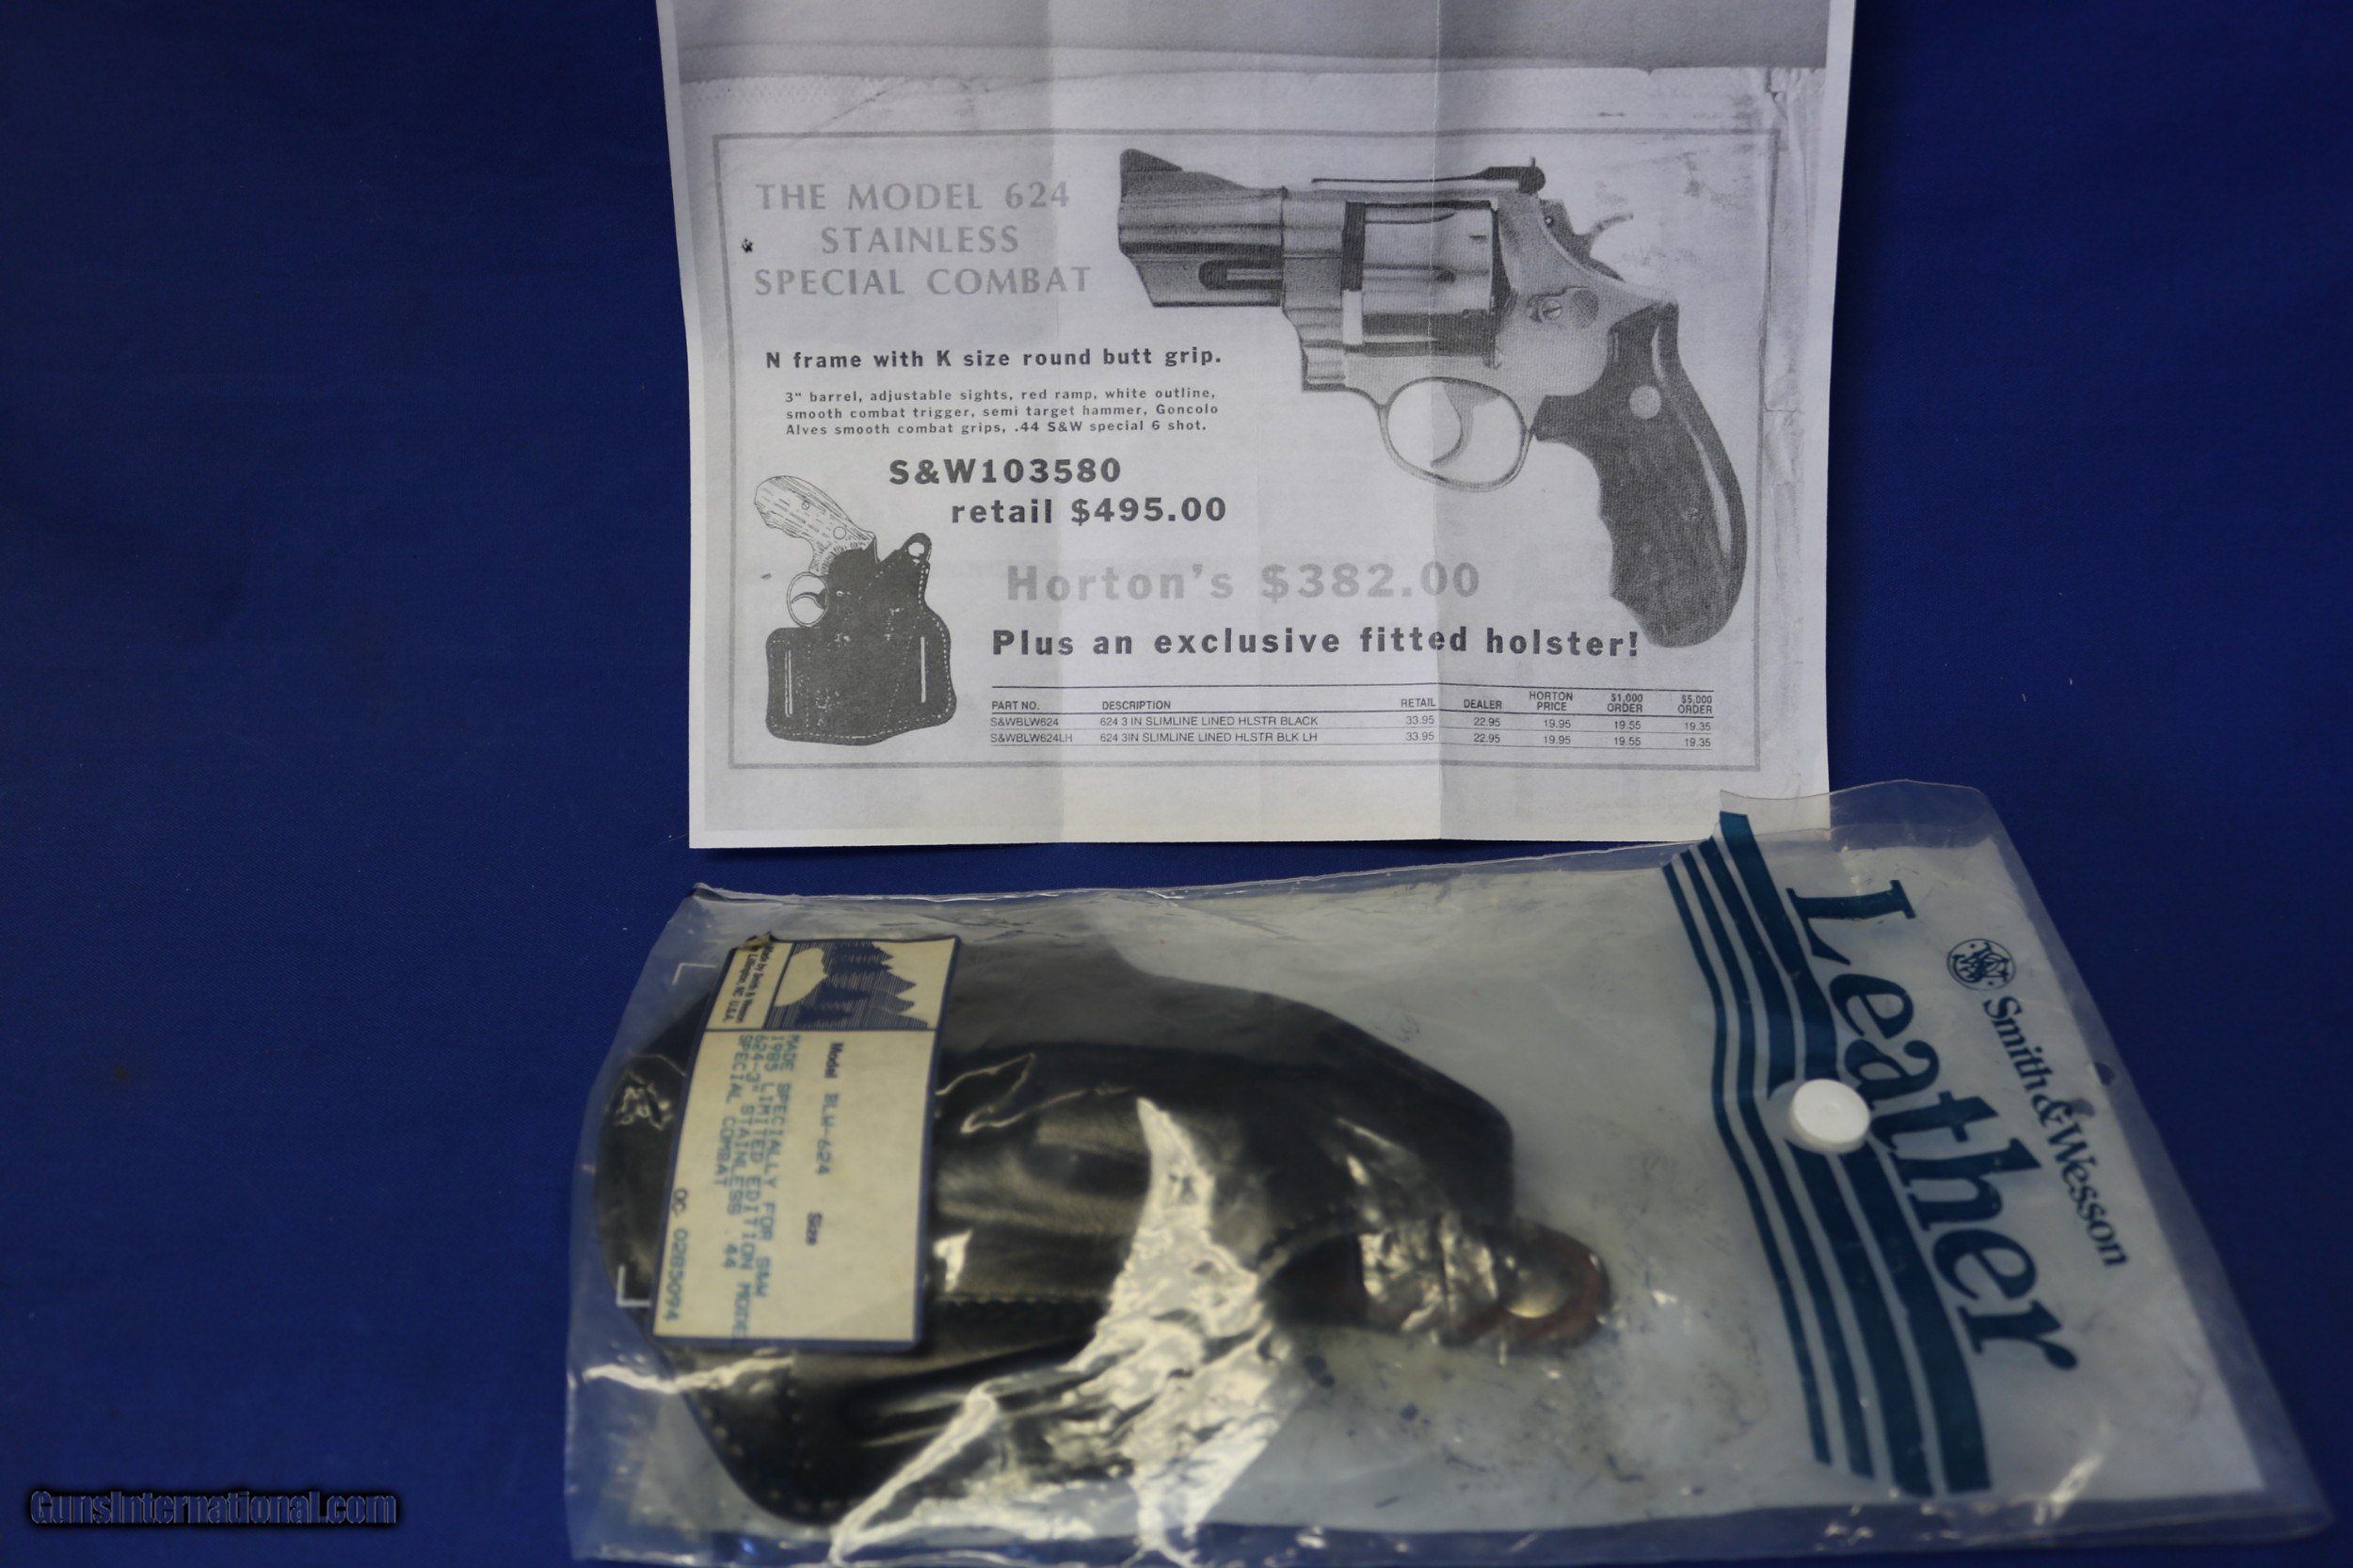 THE MODEL 624
STAINLESS
SPECIAL COMBAT
N frame with K size round butt grip.
3" barrel, adjustable sights, red ramp, white outline,
smooth combat trigger, semi target hammer, Goncolo
Alves smooth combat grips, .44 S&W special 6 shot.
S&W103580
retail $495.00
Horton's $382.00
Plus an exclusive fitted holster!
PART NO. DESCRIPTION RETAIL DEALER HORTON PRICE $1,000 ORDER $5,000 ORDER
S&WBLW624 624 3 IN SLIMLINE LINED HLSTR BLACK 33.95 22.95 19.95 19.55 19.35
S&WBLW624LH 624 3IN SLIMLINE LINED HLSTR BLK LH 33.95 22.95 19.95 19.55 19.35
Smith & Wesson
Leather
Made by Smith & Wesson
NC U.S.A.
Model BLW-624 Size
MADE SPECIALLY FOR S&W
1985 LIMITED EDITION MODEL
624-3" STAINLESS .44
SPECIAL COMBAT
0285094
GunsInternational.com